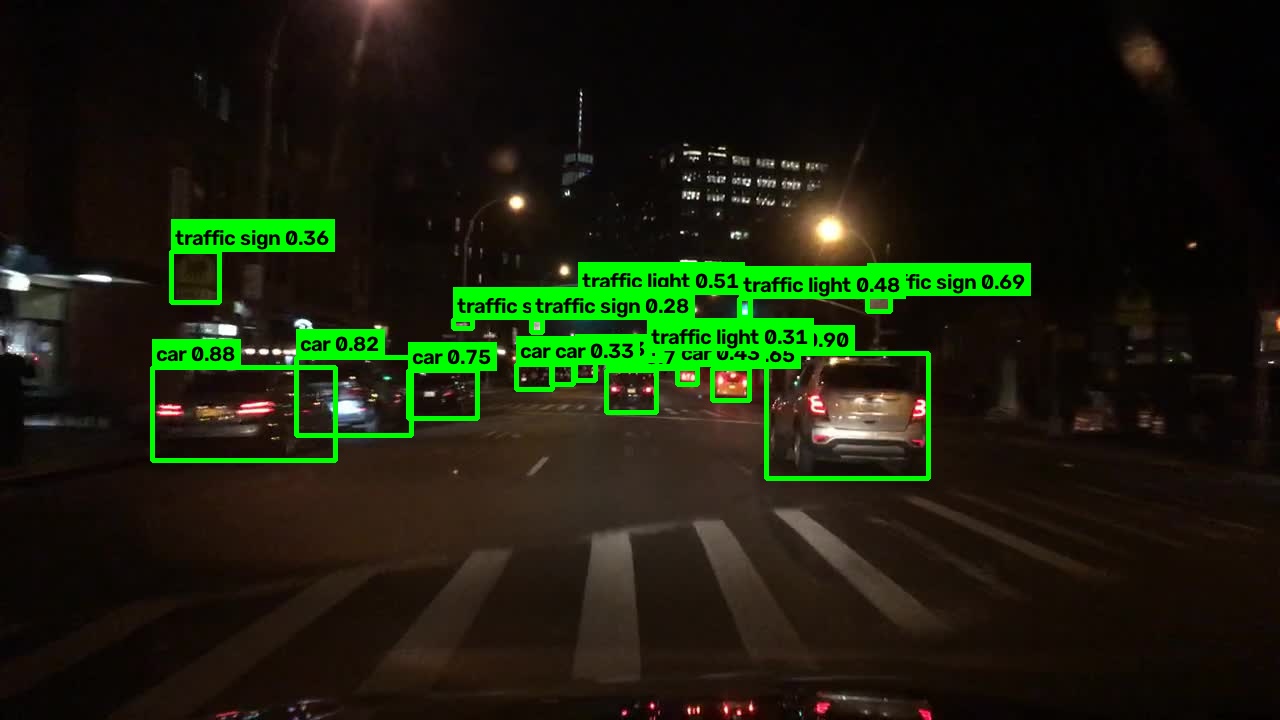 traffic sign 0.36
traffic light 0.51
traffic light 0.48
fic sign 0.69
traffic s
traffic sign 0.28
traffic light 0.31
0.90
car 0.82
car 0.88
car 0.75
car
car 0.33
7
car 0.43
.65